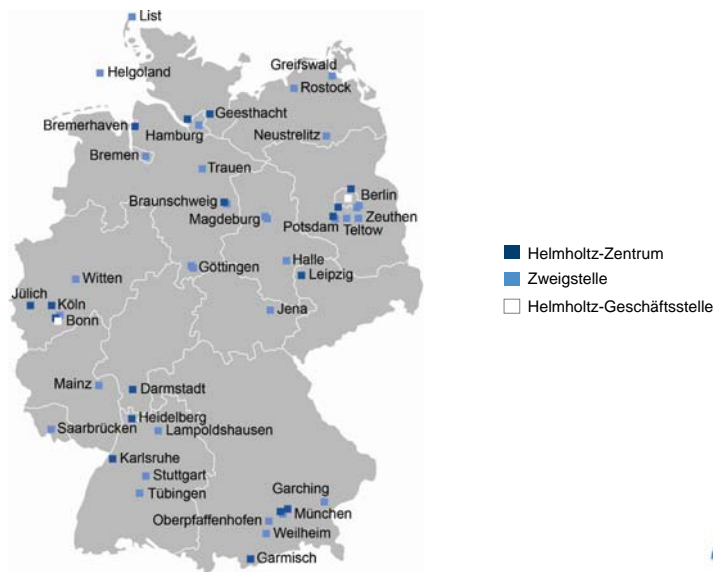 List
Greifswald
Helgoland
Rostock
Geesthacht
Bremerhaven
Hamburg
Neustrelitz
Bremen
Trauen
Berlin
Braunschweig
Magdeburg
Potsdam
Zeuthen
Teltow
Halle
Göttingen
Leipzig
Witten
Jülich
Köln
Bonn
Jena
Mainz
Darmstadt
Heidelberg
Saarbrücken
Lampoldshausen
Karlsruhe
Stuttgart
Garching
Tübingen
München
Oberpfaffenhofen
Weilheim
Garmisch
Helmholtz-Zentrum
Zweigstelle
Helmholtz-Geschäftsstelle